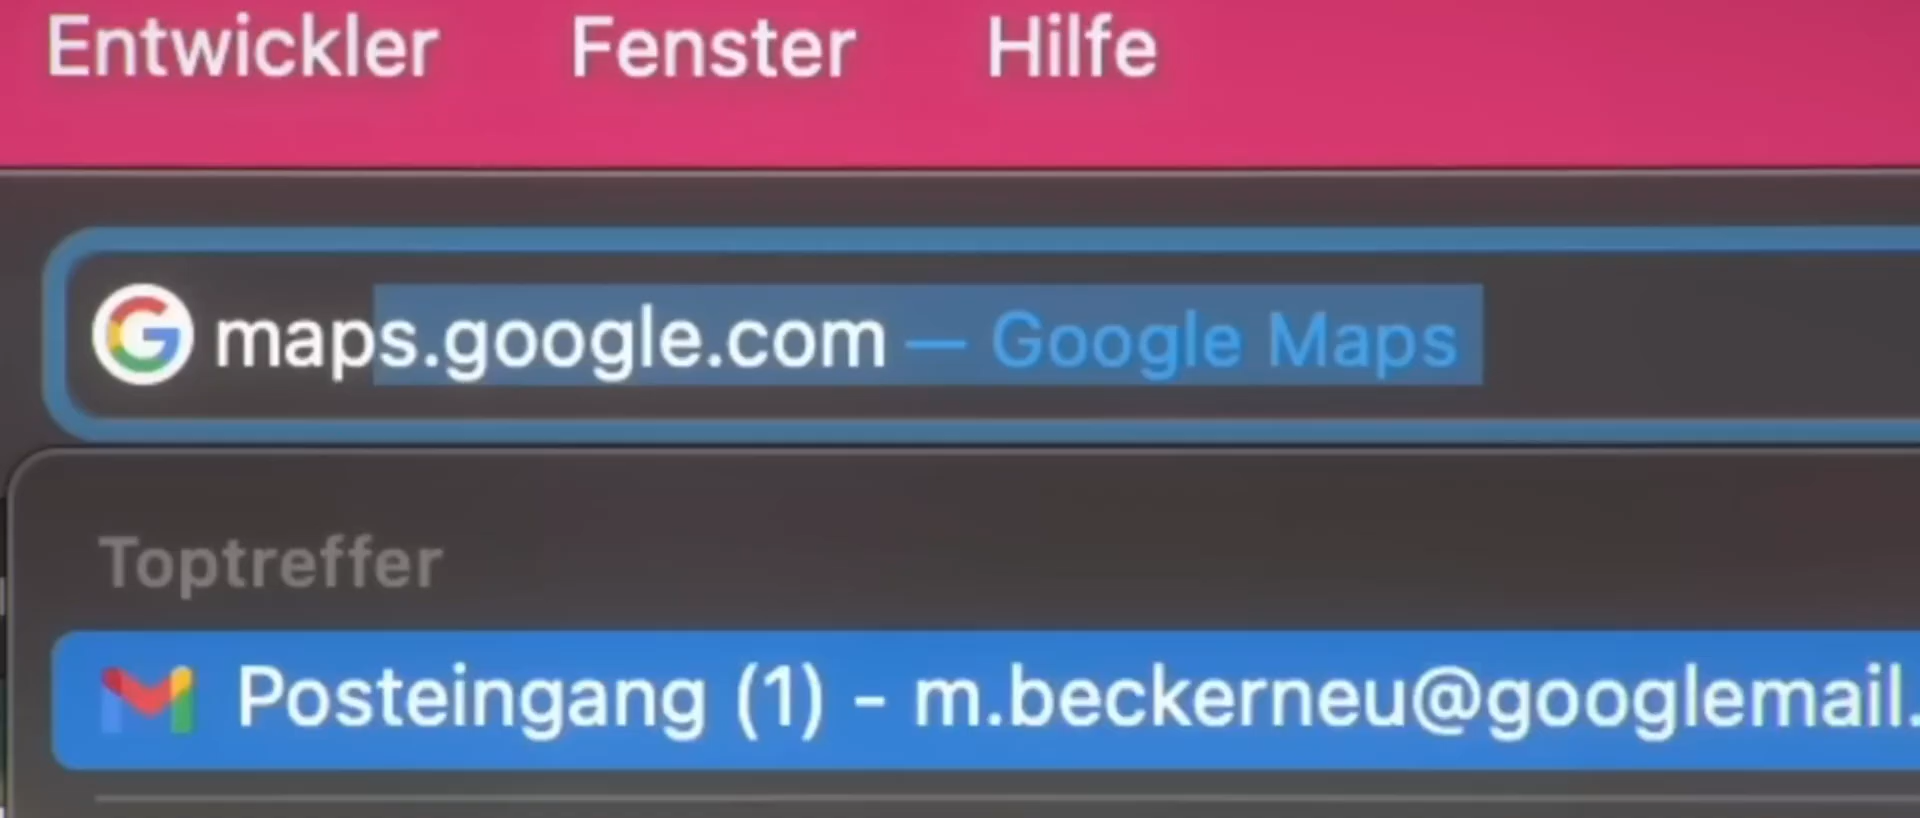 Entwickler Fenster Hilfe
maps.google.com — Google Maps
Toptreffer
Posteingang (1) - m.beckerneu@googlemail.